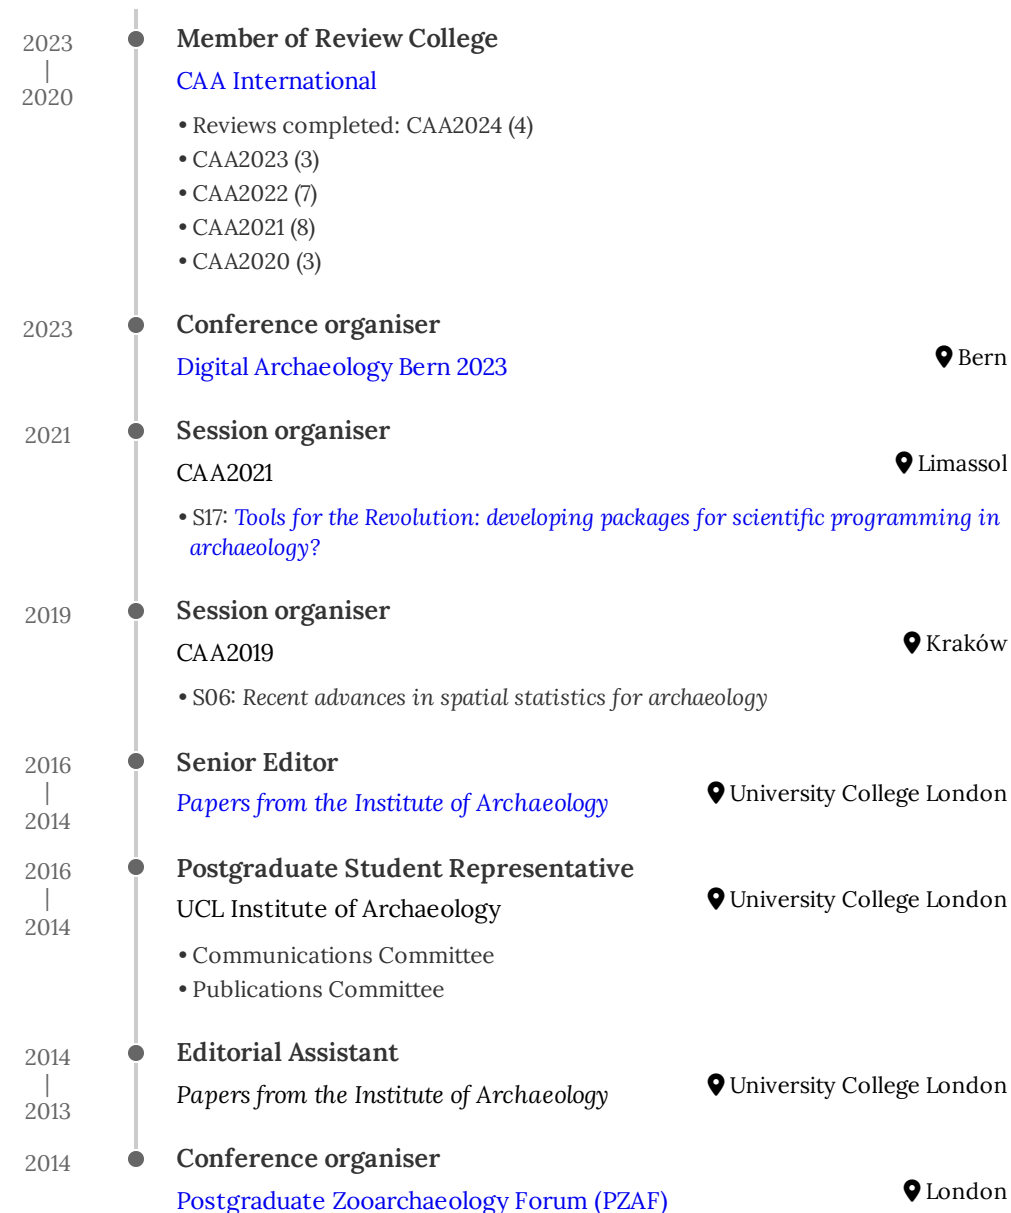 2023
|
2020
Member of Review College
CAA International
• Reviews completed: CAA2024 (4)
• CAA2023 (3)
• CAA2022 (7)
• CAA2021 (8)
• CAA2020 (3)
2023
Conference organiser
Digital Archaeology Bern 2023
Bern
2021
Session organiser
CAA2021
Limassol
• S17: Tools for the Revolution: developing packages for scientific programming in
archaeology?
2019
Session organiser
CAA2019
Kraków
• S06: Recent advances in spatial statistics for archaeology
2016
|
2014
Senior Editor
Papers from the Institute of Archaeology
University College London
2016
|
2014
Postgraduate Student Representative
UCL Institute of Archaeology
University College London
• Communications Committee
• Publications Committee
2014
|
2013
Editorial Assistant
Papers from the Institute of Archaeology
University College London
2014
Conference organiser
Postgraduate Zooarchaeology Forum (PZAF)
London